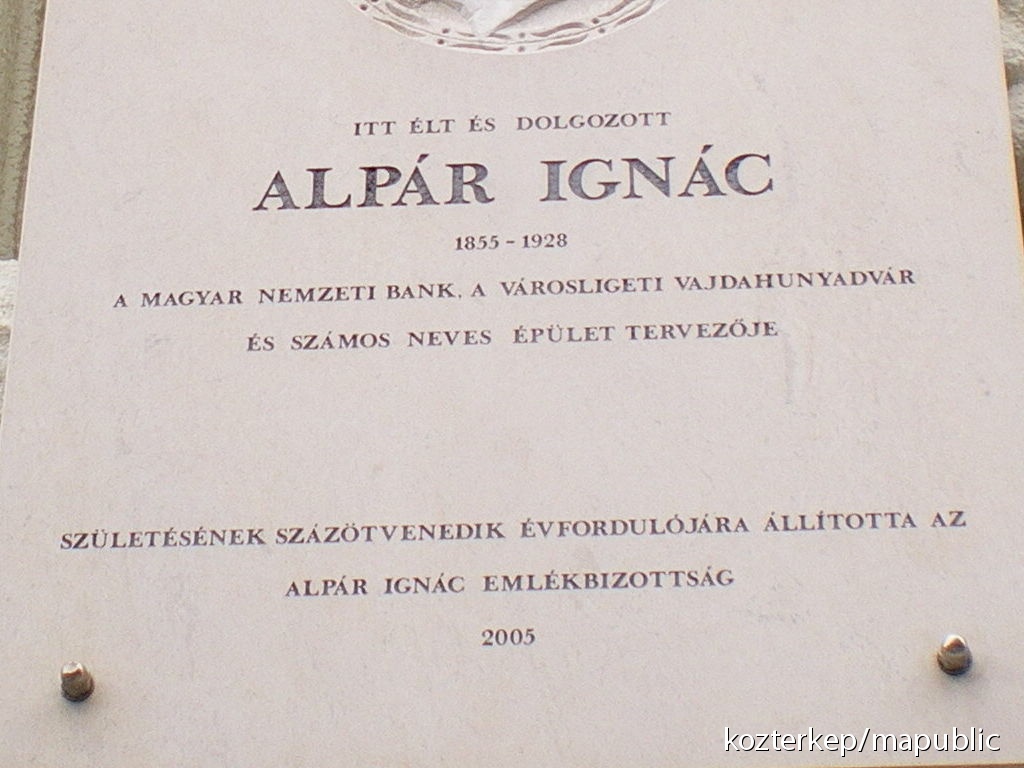 ITT ÉLT ÉS DOLGOZOTT
ALPÁR IGNÁC
1855 - 1928
A MAGYAR NEMZETI BANK, A VÁROSLIGETI VAJDAHUNYADVÁR
ÉS SZÁMOS NEVES ÉPÜLET TERVEZŐJE
SZÜLETÉSÉNEK SZÁZÖTVENEDIK ÉVFORDULÓJÁRA ÁLLÍTOTTA AZ
ALPÁR IGNÁC EMLÉKBIZOTTSÁG
2005
kozterkep/mapublic